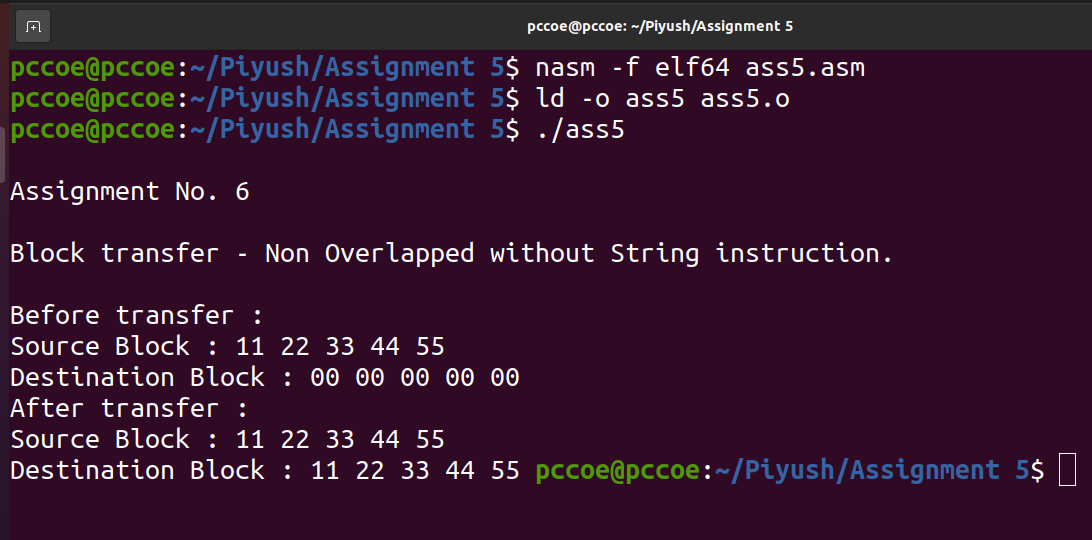 pccoe@pccoe: ~/Piyush/Assignment 5
pccoe@pccoe:~/Piyush/Assignment 5$ nasm -f elf64 ass5.asm
pccoe@pccoe:~/Piyush/Assignment 5$ ld -o ass5 ass5.o
pccoe@pccoe:~/Piyush/Assignment 5$ ./ass5
Assignment No. 6
Block transfer - Non Overlapped without String instruction.
Before transfer :
Source Block : 11 22 33 44 55
Destination Block : 00 00 00 00 00
After transfer :
Source Block : 11 22 33 44 55
Destination Block : 11 22 33 44 55 pccoe@pccoe:~/Piyush/Assignment 5$